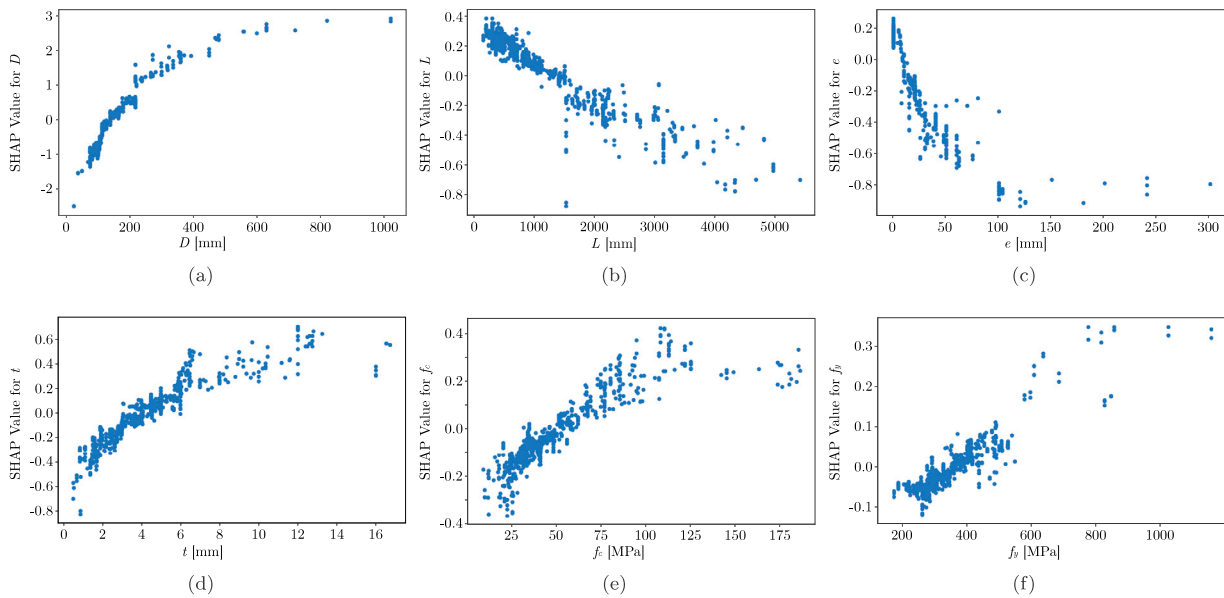 SHAP Value for D
3
2
1
0
-1
-2
0 200 400 600 800 1000
D [mm]
(a)
SHAP Value for L
0.4
0.2
0.0
-0.2
-0.4
-0.6
-0.8
0 1000 2000 3000 4000 5000
L [mm]
(b)
SHAP Value for e
0.2
0.0
-0.2
-0.4
-0.6
-0.8
0 50 100 150 200 250 300
e [mm]
(c)
SHAP Value for t
0.6
0.4
0.2
0.0
-0.2
-0.4
-0.6
-0.8
0 2 4 6 8 10 12 14 16
t [mm]
(d)
SHAP Value for fc
0.4
0.2
0.0
-0.2
-0.4
25 50 75 100 125 150 175
fc [MPa]
(e)
SHAP Value for fy
0.3
0.2
0.1
0.0
-0.1
200 400 600 800 1000
fy [MPa]
(f)